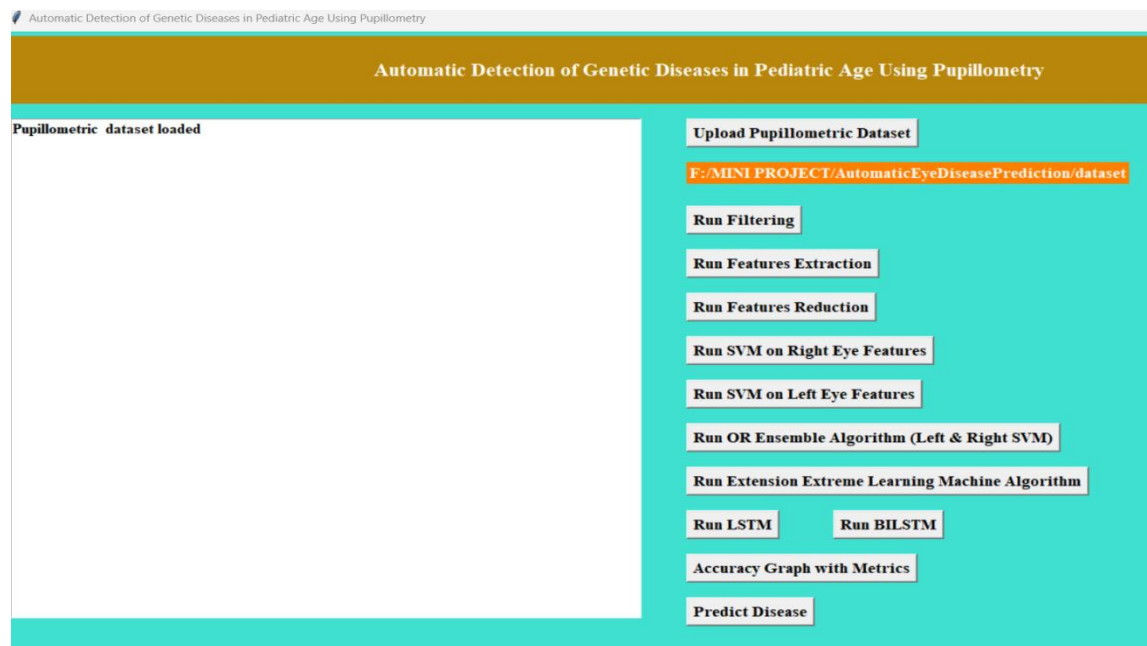 Automatic Detection of Genetic Diseases in Pediatric Age Using Pupillometry
Automatic Detection of Genetic Diseases in Pediatric Age Using Pupillometry
Pupillometric dataset loaded
Upload Pupillometric Dataset
F:/MINI PROJECT/AutomaticEyeDiseasePrediction/dataset
Run Filtering
Run Features Extraction
Run Features Reduction
Run SVM on Right Eye Features
Run SVM on Left Eye Features
Run OR Ensemble Algorithm (Left & Right SVM)
Run Extension Extreme Learning Machine Algorithm
Run LSTM Run BILSTM
Accuracy Graph with Metrics
Predict Disease